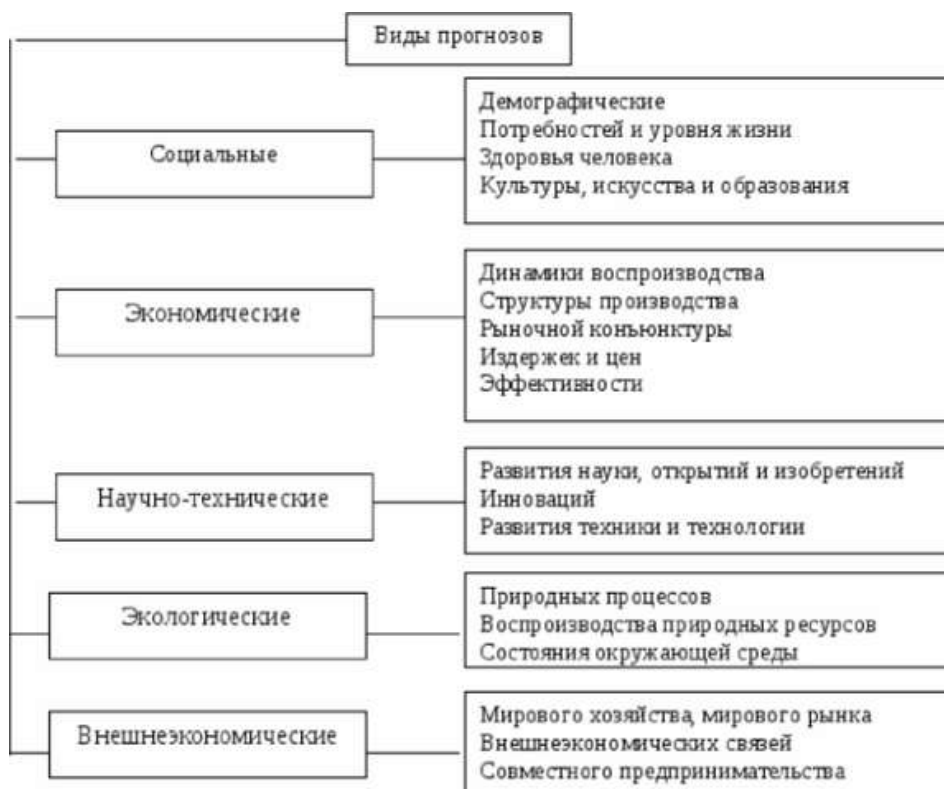 Виды прогнозов
Социальные
Демографические
Потребностей и уровня жизни
Здоровья человека
Культуры, искусства и образования
Экономические
Динамики воспроизводства
Структуры производства
Рыночной конъюнктуры
Издержек и цен
Эффективности
Научно-технические
Развития науки, открытий и изобретений
Инноваций
Развития техники и технологии
Экологические
Природных процессов
Воспроизводства природных ресурсов
Состояния окружающей среды
Внешнеэкономические
Мирового хозяйства, мирового рынка
Внешнеэкономических связей
Совместного предпринимательства